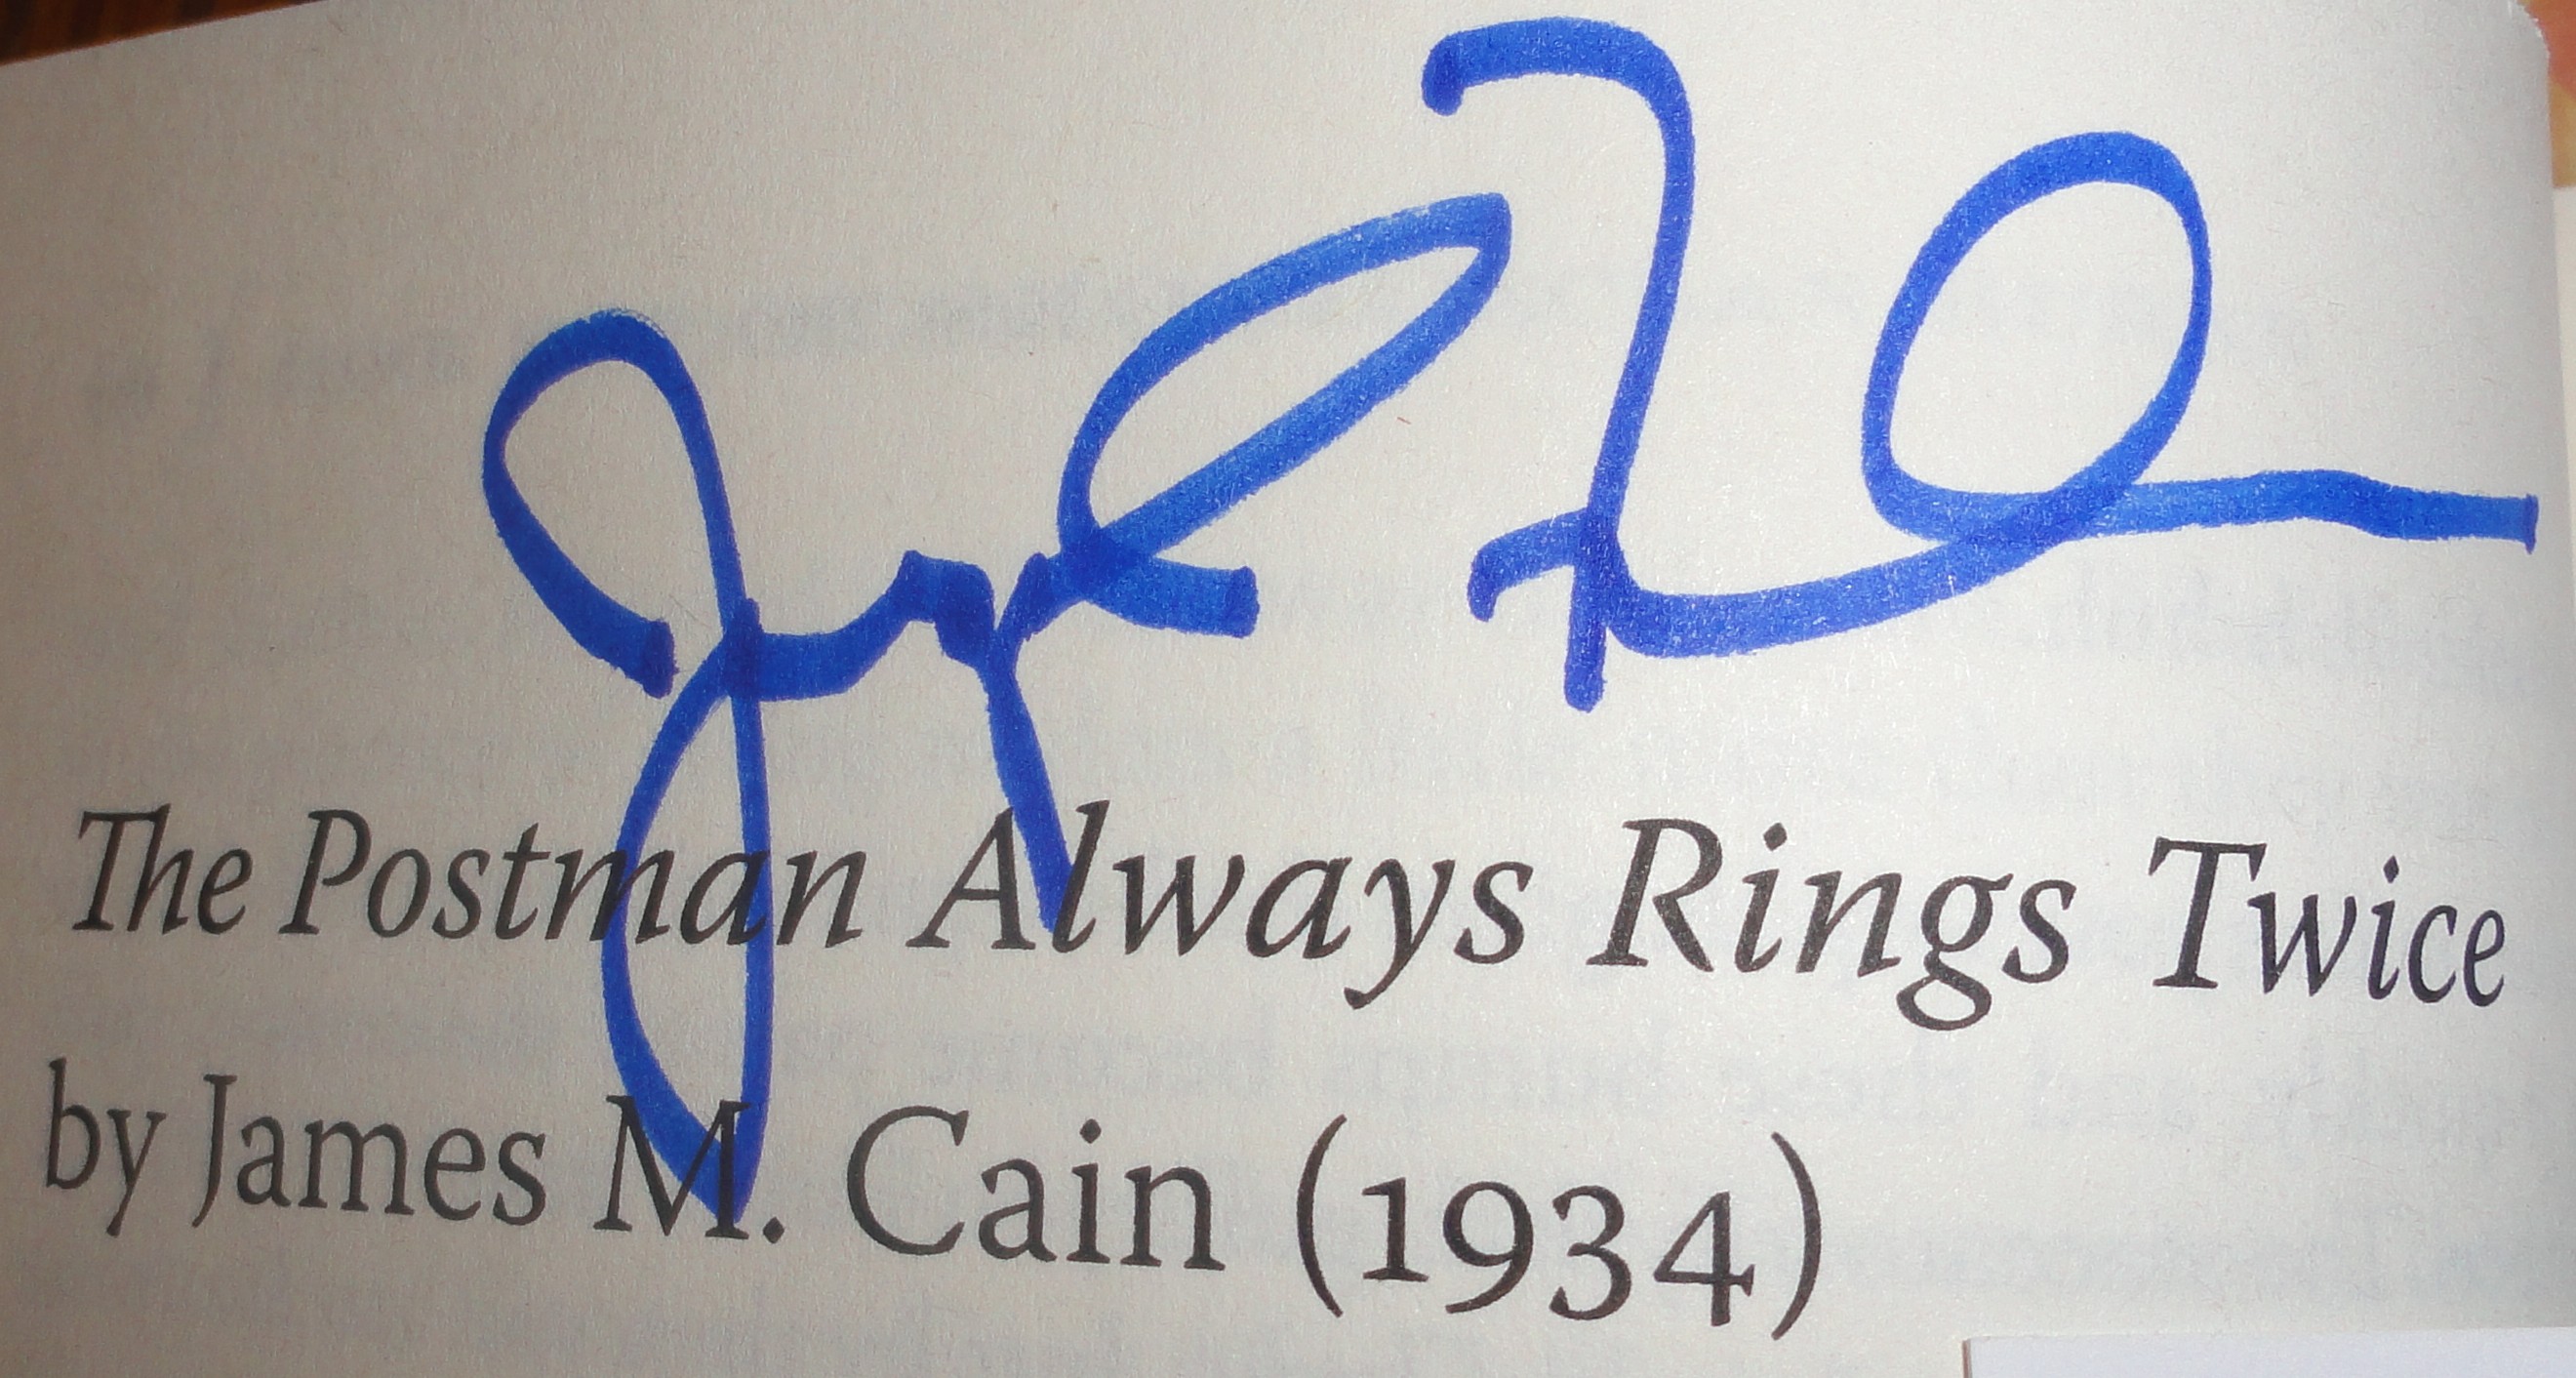 The Postman Always Rings Twice
by James M. Cain (1934)